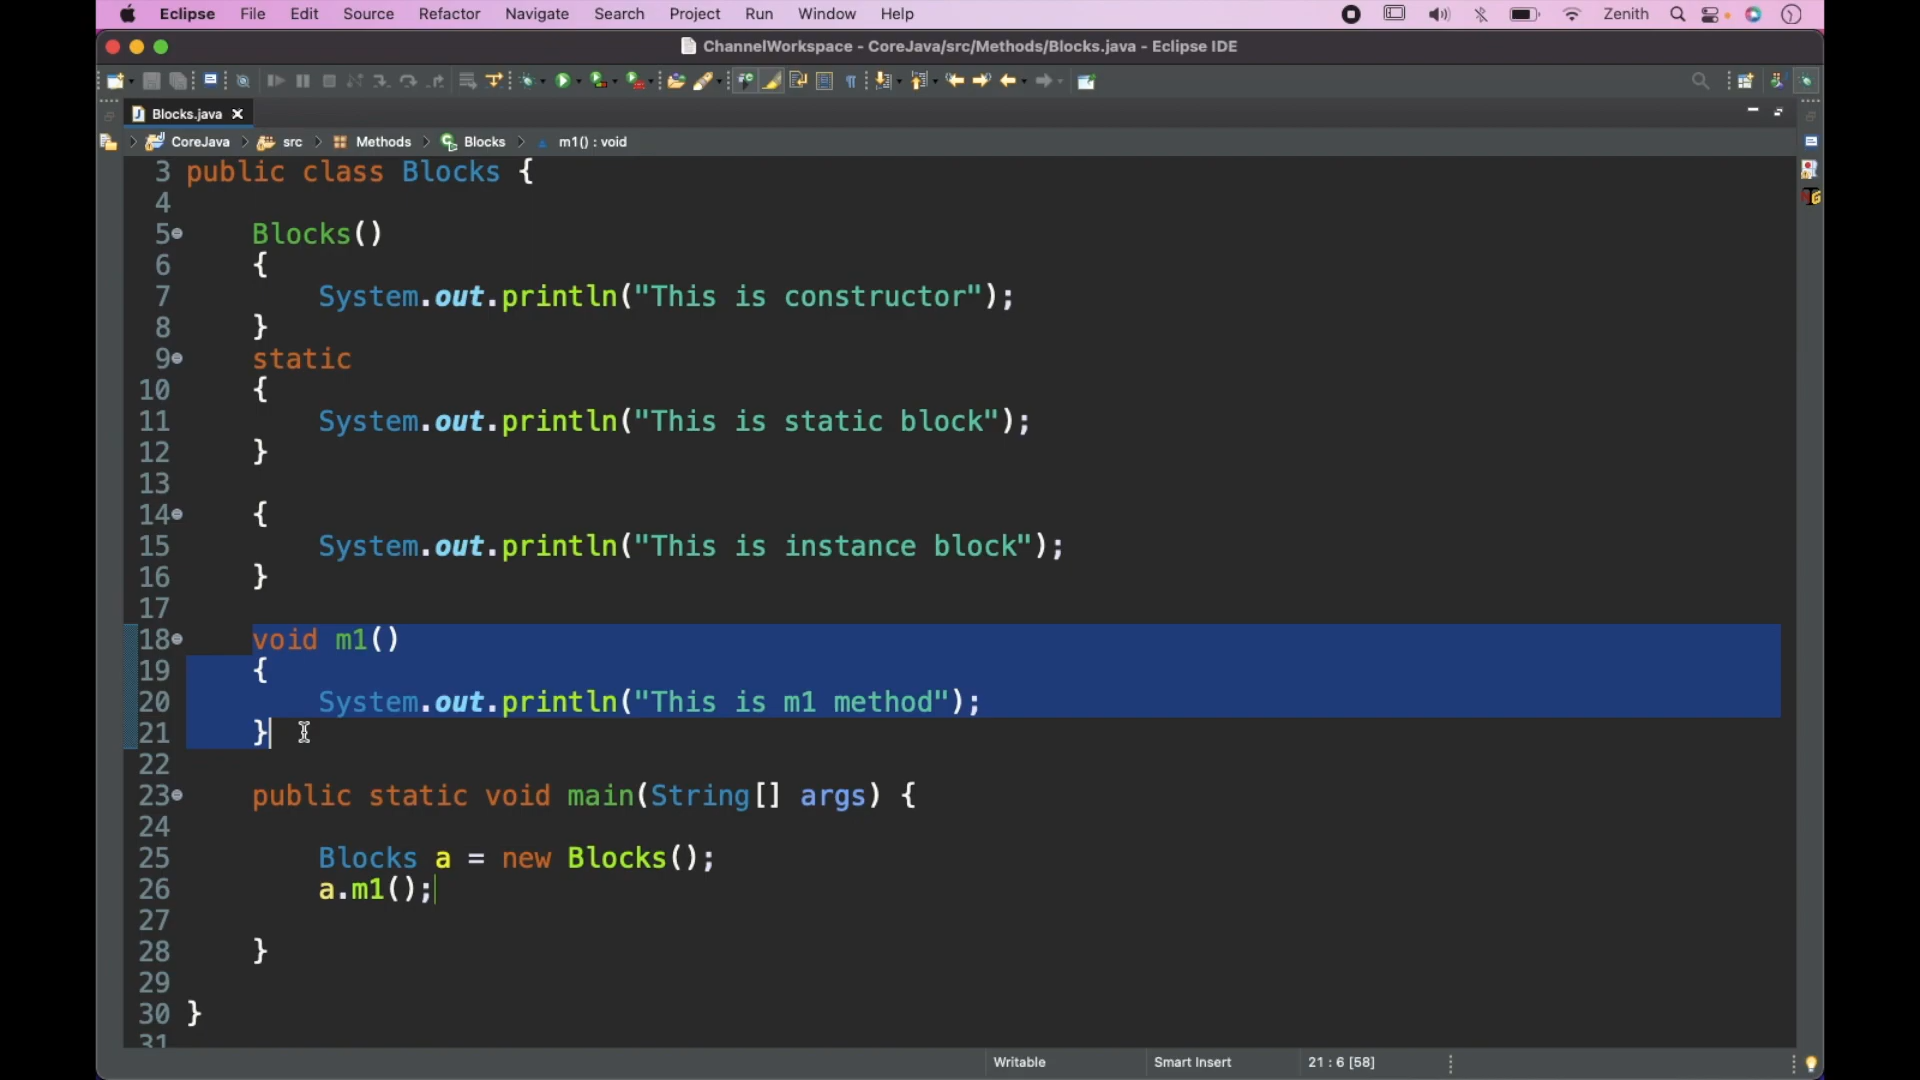 Eclipse File Edit Source Refactor Navigate Search Project Run Window Help Zenith
ChannelWorkspace - CoreJava/src/Methods/Blocks.java - Eclipse IDE
Blocks.java
CoreJava src Methods Blocks m1() : void
3 public class Blocks {
4
5 Blocks()
6 {
7 System.out.println("This is constructor");
8 }
9 static
10 {
11 System.out.println("This is static block");
12 }
13
14 {
15 System.out.println("This is instance block");
16 }
17
18 void m1()
19 {
20 System.out.println("This is m1 method");
21 }
22
23 public static void main(String[] args) {
24
25 Blocks a = new Blocks();
26 a.m1();
27
28 }
29
30 }
31
Writable Smart Insert 21 : 6 [58]